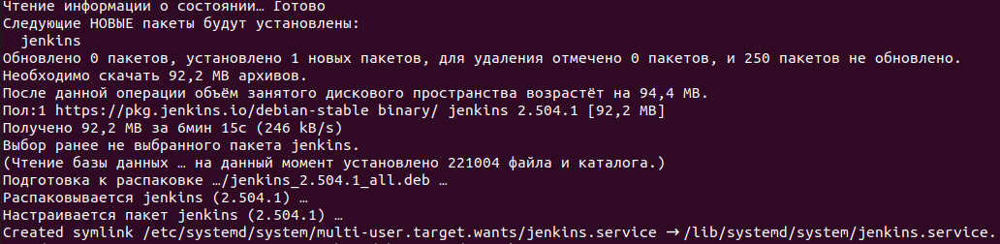 Чтение информации о состоянии… Готово
Следующие НОВЫЕ пакеты будут установлены:
  jenkins
Обновлено 0 пакетов, установлено 1 новых пакетов, для удаления отмечено 0 пакетов, и 250 пакетов не обновлено.
Необходимо скачать 92,2 MB архивов.
После данной операции объём занятого дискового пространства возрастёт на 94,4 MB.
Пол:1 https://pkg.jenkins.io/debian-stable binary/ jenkins 2.504.1 [92,2 MB]
Получено 92,2 MB за 6мин 15с (246 kB/s)
Выбор ранее не выбранного пакета jenkins.
(Чтение базы данных … на данный момент установлено 221004 файла и каталога.)
Подготовка к распаковке …/jenkins_2.504.1_all.deb …
Распаковывается jenkins (2.504.1) …
Настраивается пакет jenkins (2.504.1) …
Created symlink /etc/systemd/system/multi-user.target.wants/jenkins.service → /lib/systemd/system/jenkins.service.